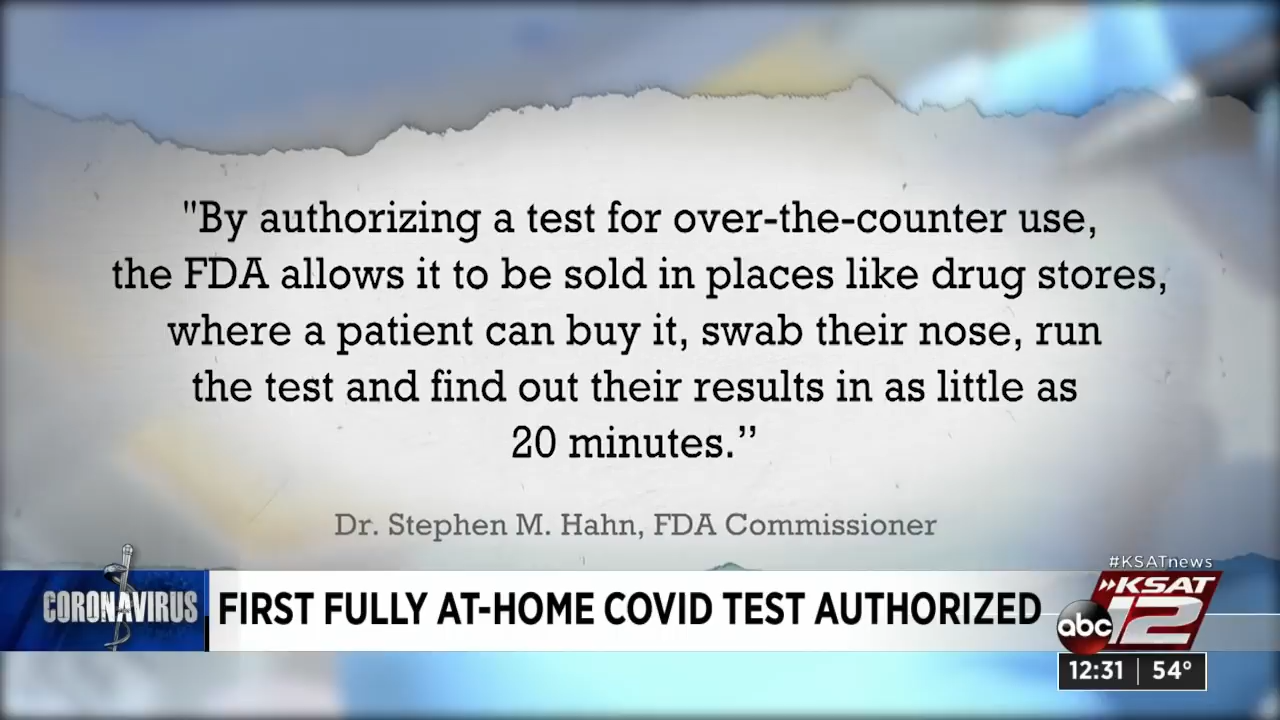 "By authorizing a test for over-the-counter use,
the FDA allows it to be sold in places like drug stores,
where a patient can buy it, swab their nose, run
the test and find out their results in as little as
20 minutes.”
Dr. Stephen M. Hahn, FDA Commissioner
#KSATnews
CORONAVIRUS
FIRST FULLY AT-HOME COVID TEST AUTHORIZED
KSAT
abc 12
12:31 | 54°